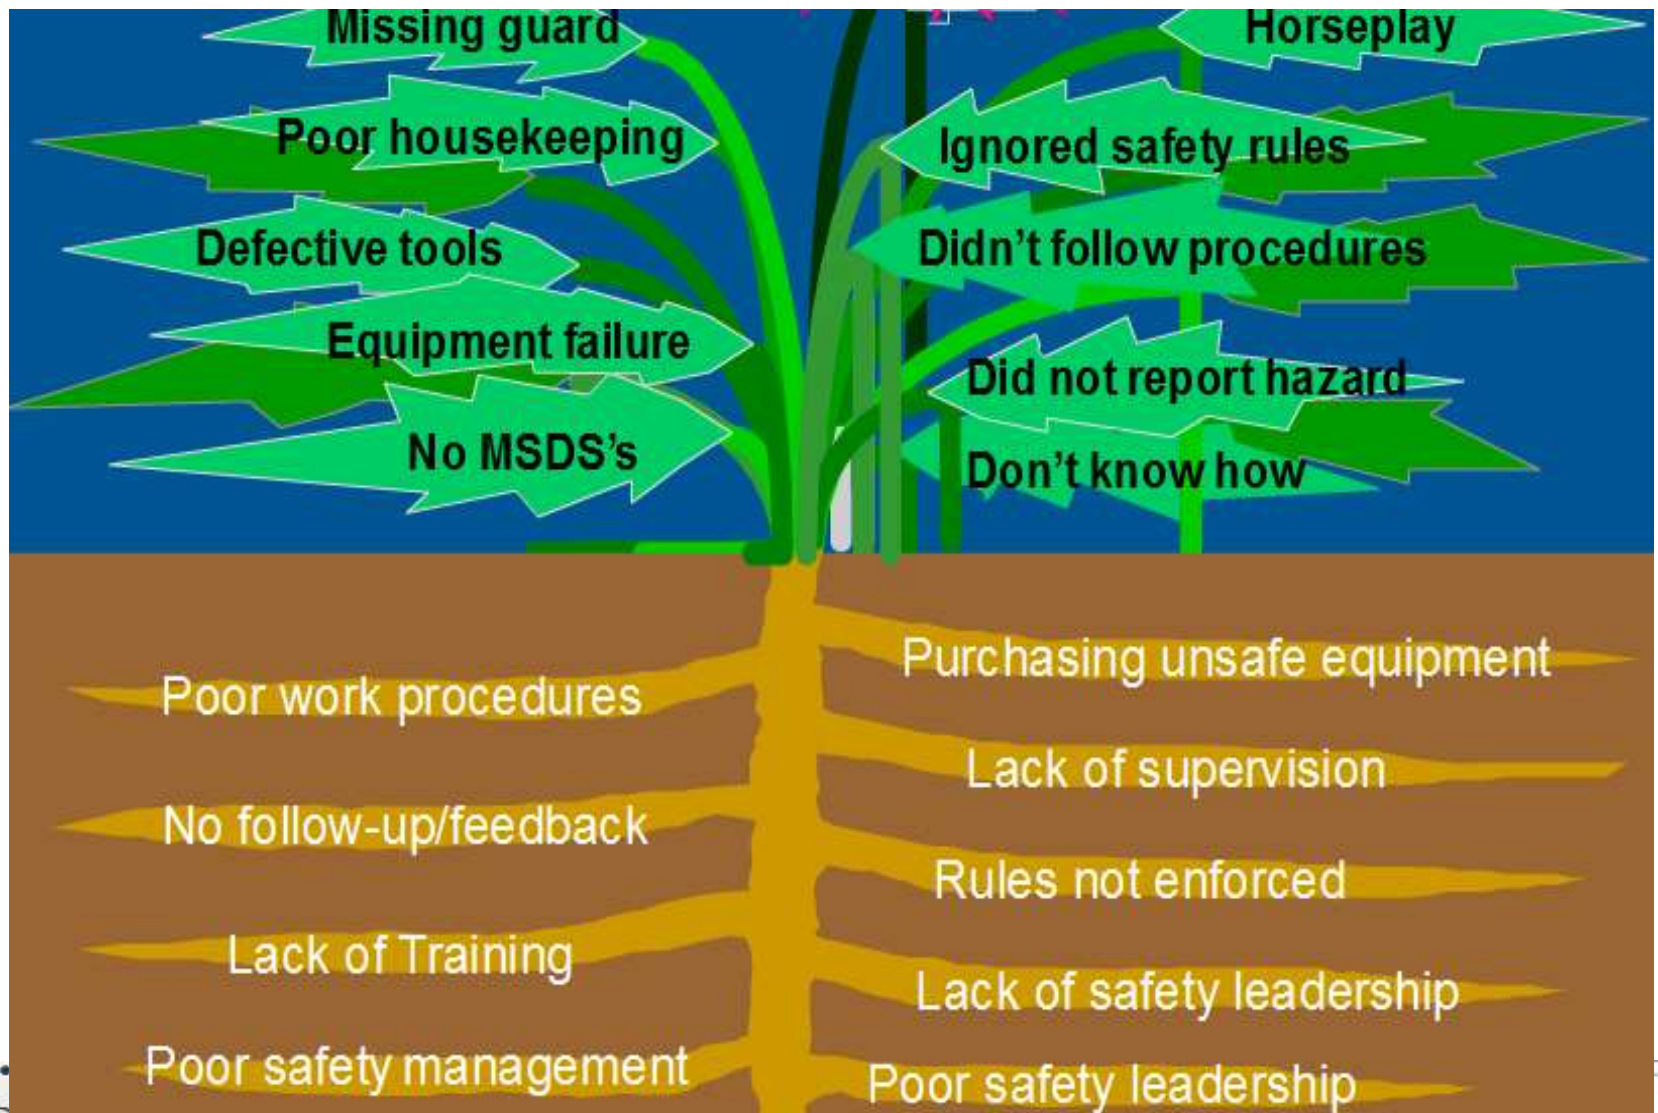 Missing guard
Horseplay
Poor housekeeping
Ignored safety rules
Defective tools
Didn't follow procedures
Equipment failure
Did not report hazard
No MSDS's
Don't know how
Purchasing unsafe equipment
Poor work procedures
Lack of supervision
No follow-up/feedback
Rules not enforced
Lack of Training
Lack of safety leadership
Poor safety management
Poor safety leadership